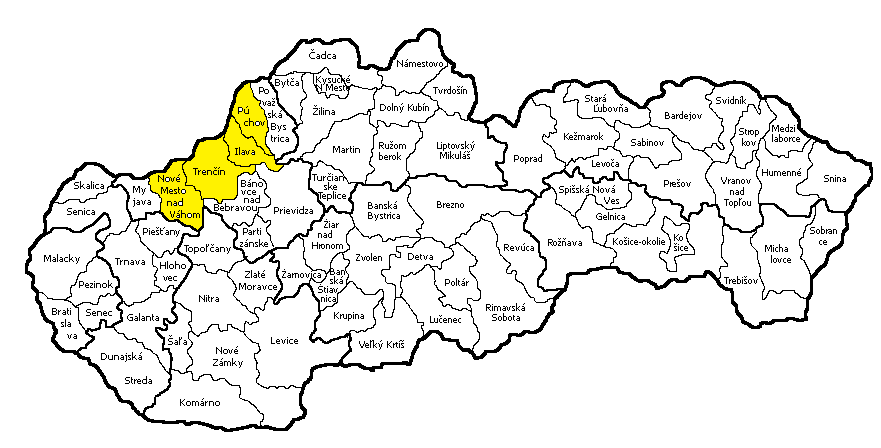 Čadca
Námestovo
Bytča
Kysucké
N Mesto
Tvrdošín
Po
važ
ská
Bys
trica
Pú
chov
Žilina
Dolný Kubín
Stará
Ľubovňa
Svidník
Bardejov
Medzi
laborce
Strop
kov
Kežmarok
Sabinov
Ilava
Martin
Ružom
berok
Liptovský
Mikuláš
Poprad
Levoča
Trenčín
Humenné
Snina
Vranov
nad
Topľou
Prešov
Nové
Mesto
nad
Váhom
Skalica
My
java
Báno
vce nad
Bebravou
Turčian
ske
Teplice
Spišská Nová
Ves
Senica
Prievidza
Banská
Bystrica
Brezno
Gelnica
Piešťany
Parti
zánske
Žiar
nad
Hronom
Sobran
ce
Topoľčany
Rožňava
Košice-okolie
Ko
šice
Revúca
Micha
lovce
Malacky
Trnava
Hloho
vec
Zvolen
Detva
Zlaté
Moravce
Žarnovica
Ban
ská
Štiav
nica
Poltár
Trebišov
Pezinok
Nitra
Brati
sla
va
Senec
Galanta
Krupina
Lučenec
Rimavská
Sobota
Šaľa
Levice
Veľký Krtíš
Nové
Zámky
Dunajská
Streda
Komárno